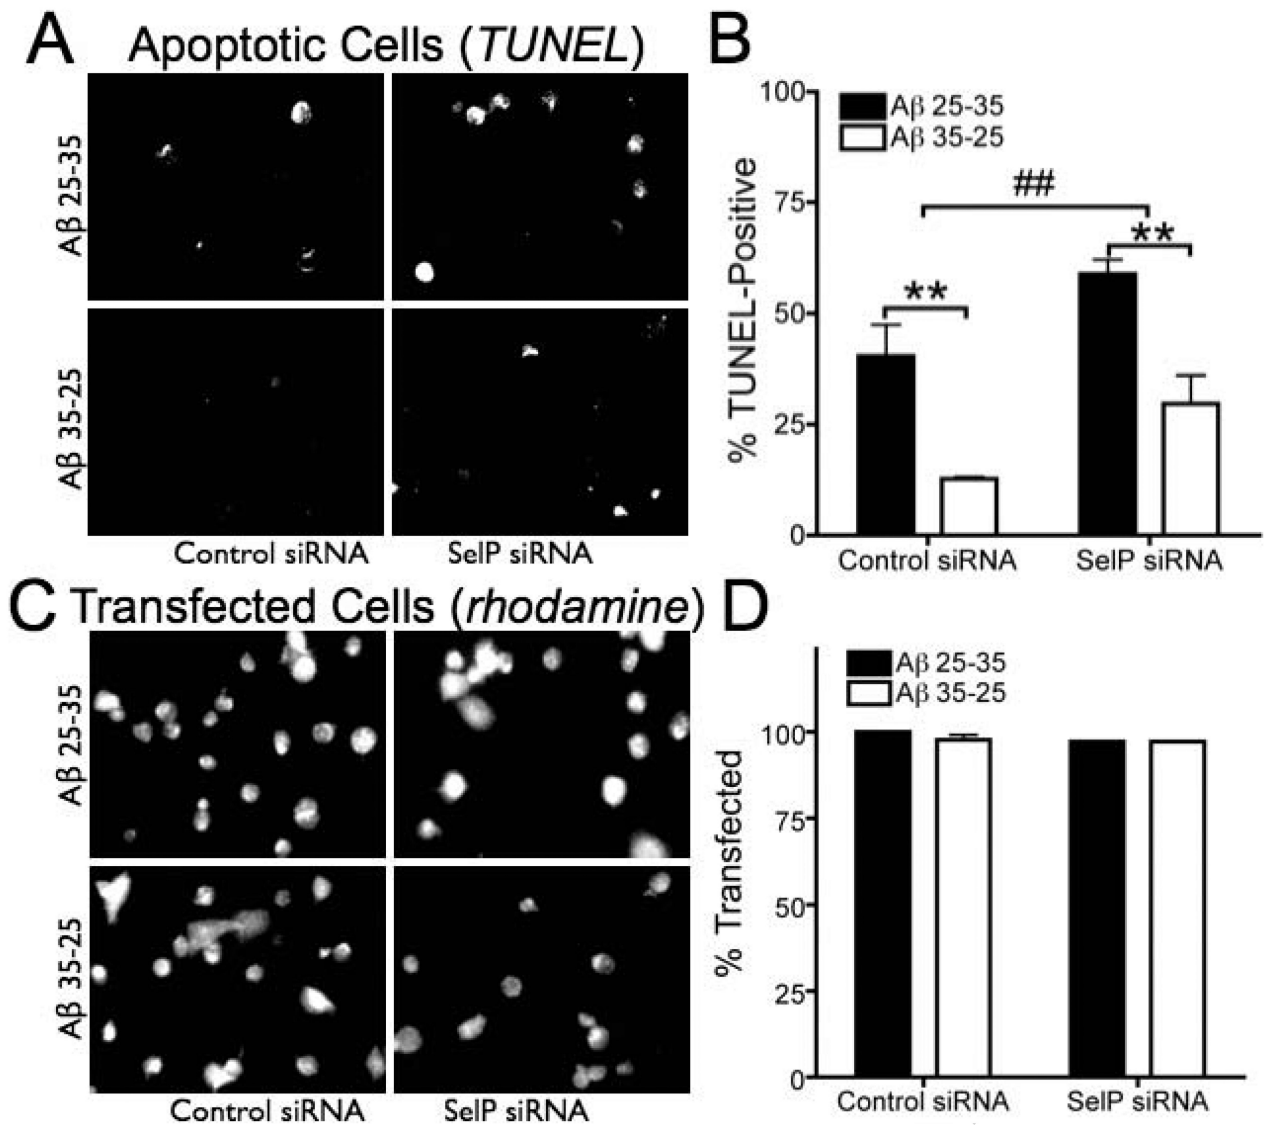 A Apoptotic Cells (TUNEL)
Aβ 25-35
Aβ 35-25
Control siRNA SelP siRNA
B
Aβ 25-35
Aβ 35-25
% TUNEL-Positive
100
75
50
25
0
##
**
**
Control siRNA SelP siRNA
C Transfected Cells (rhodamine)
Aβ 25-35
Aβ 35-25
Control siRNA SelP siRNA
D
Aβ 25-35
Aβ 35-25
% Transfected
100
75
50
25
0
Control siRNA SelP siRNA